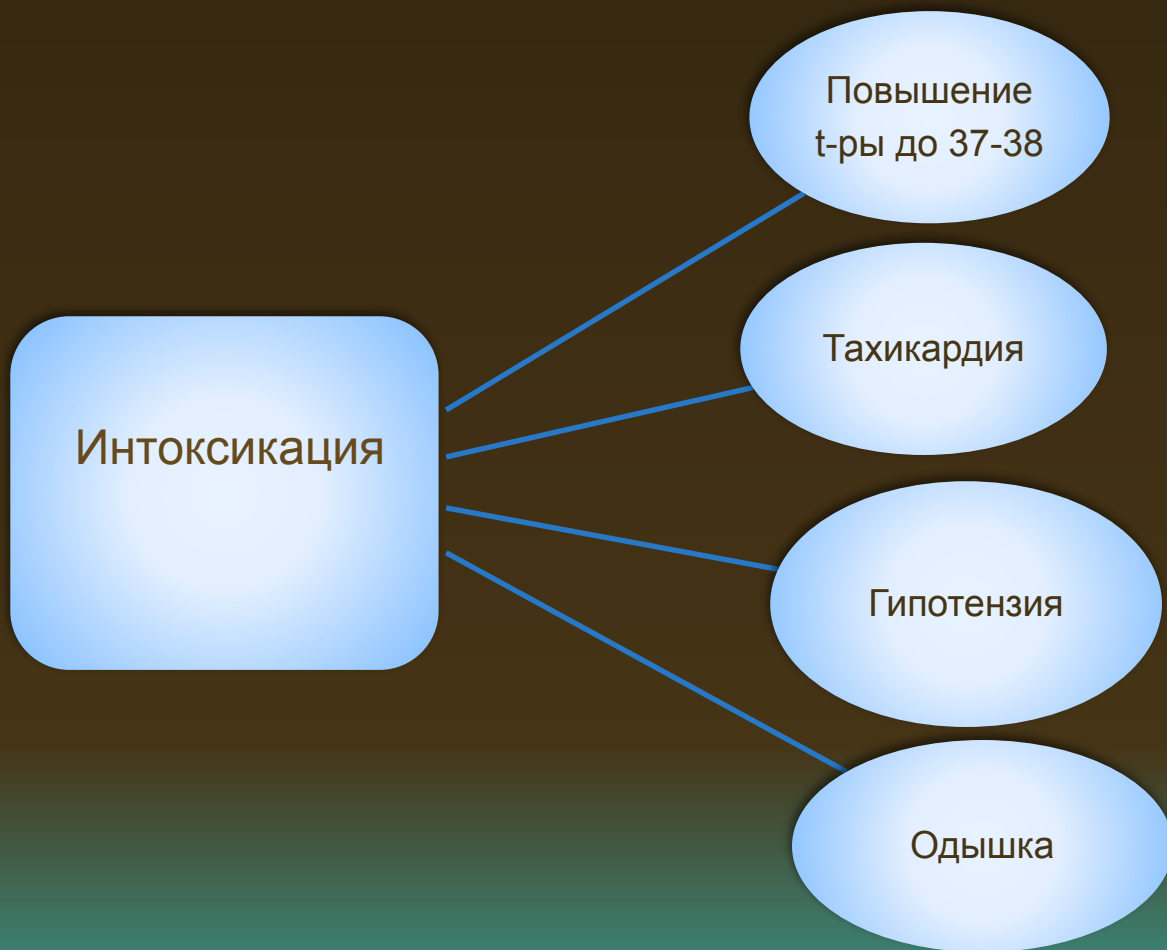 Интоксикация
Повышение
t-ры до 37-38
Тахикардия
Гипотензия
Одышка